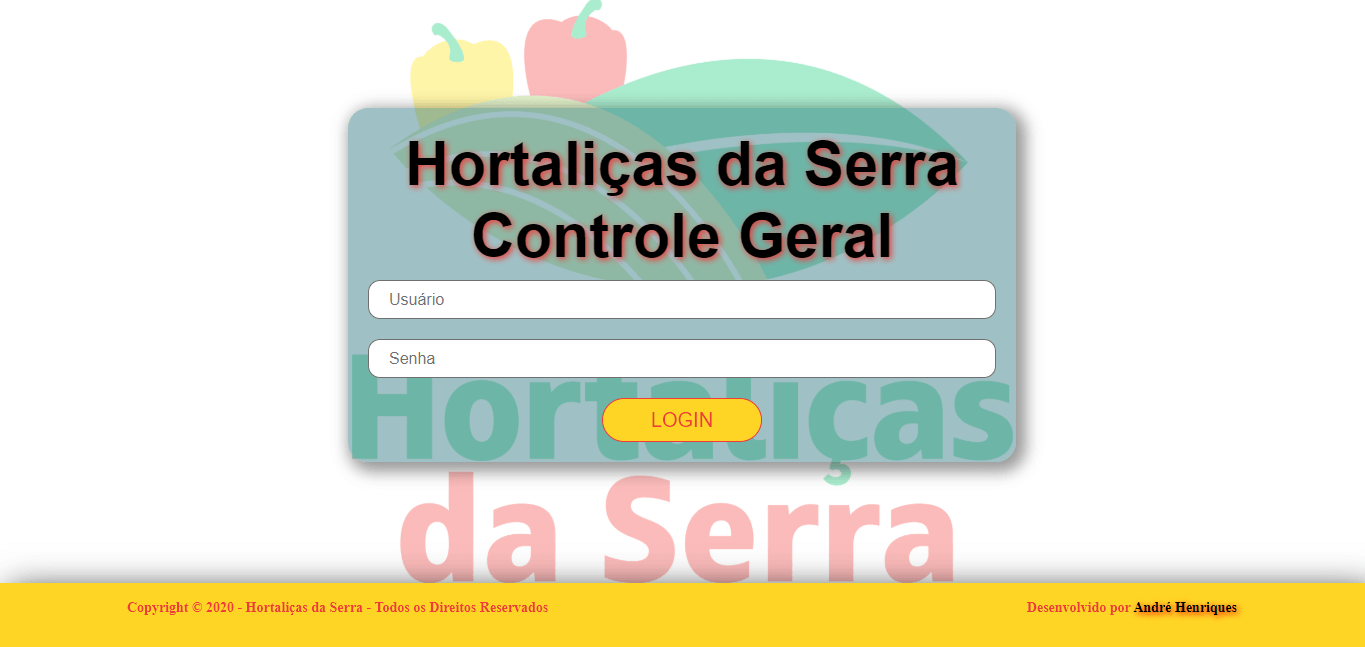 Hortaliças da Serra
Controle Geral
Usuário
Senha
Hortaliças
LOGIN
da Serra
Copyright © 2020 - Hortaliças da Serra - Todos os Direitos Reservados
Desenvolvido por André Henriques